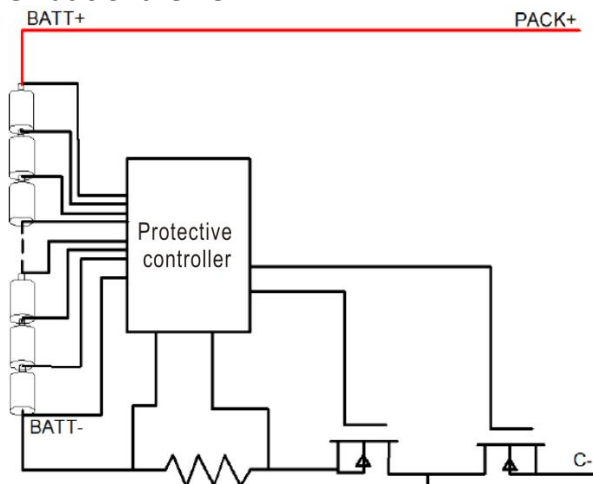 BATT+
PACK+
Protective
controller
BATT-
C-